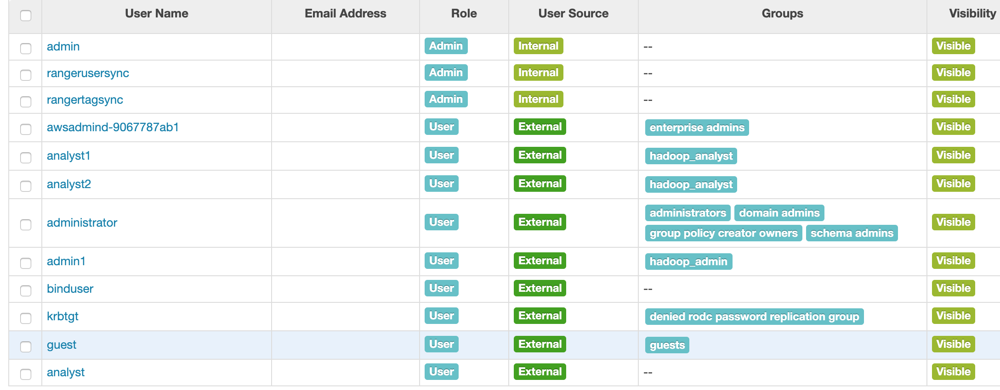 User Name Email Address Role User Source Groups Visibility
admin Admin Internal -- Visible
rangerusersync Admin Internal -- Visible
rangertagsync Admin Internal -- Visible
awsadmind-9067787ab1 User External enterprise admins Visible
analyst1 User External hadoop_analyst Visible
analyst2 User External hadoop_analyst Visible
administrator User External administrators domain admins Visible
group policy creator owners schema admins
admin1 User External hadoop_admin Visible
binduser User External -- Visible
krbtgt User External denied rodc password replication group Visible
guest User External guests Visible
analyst User External -- Visible